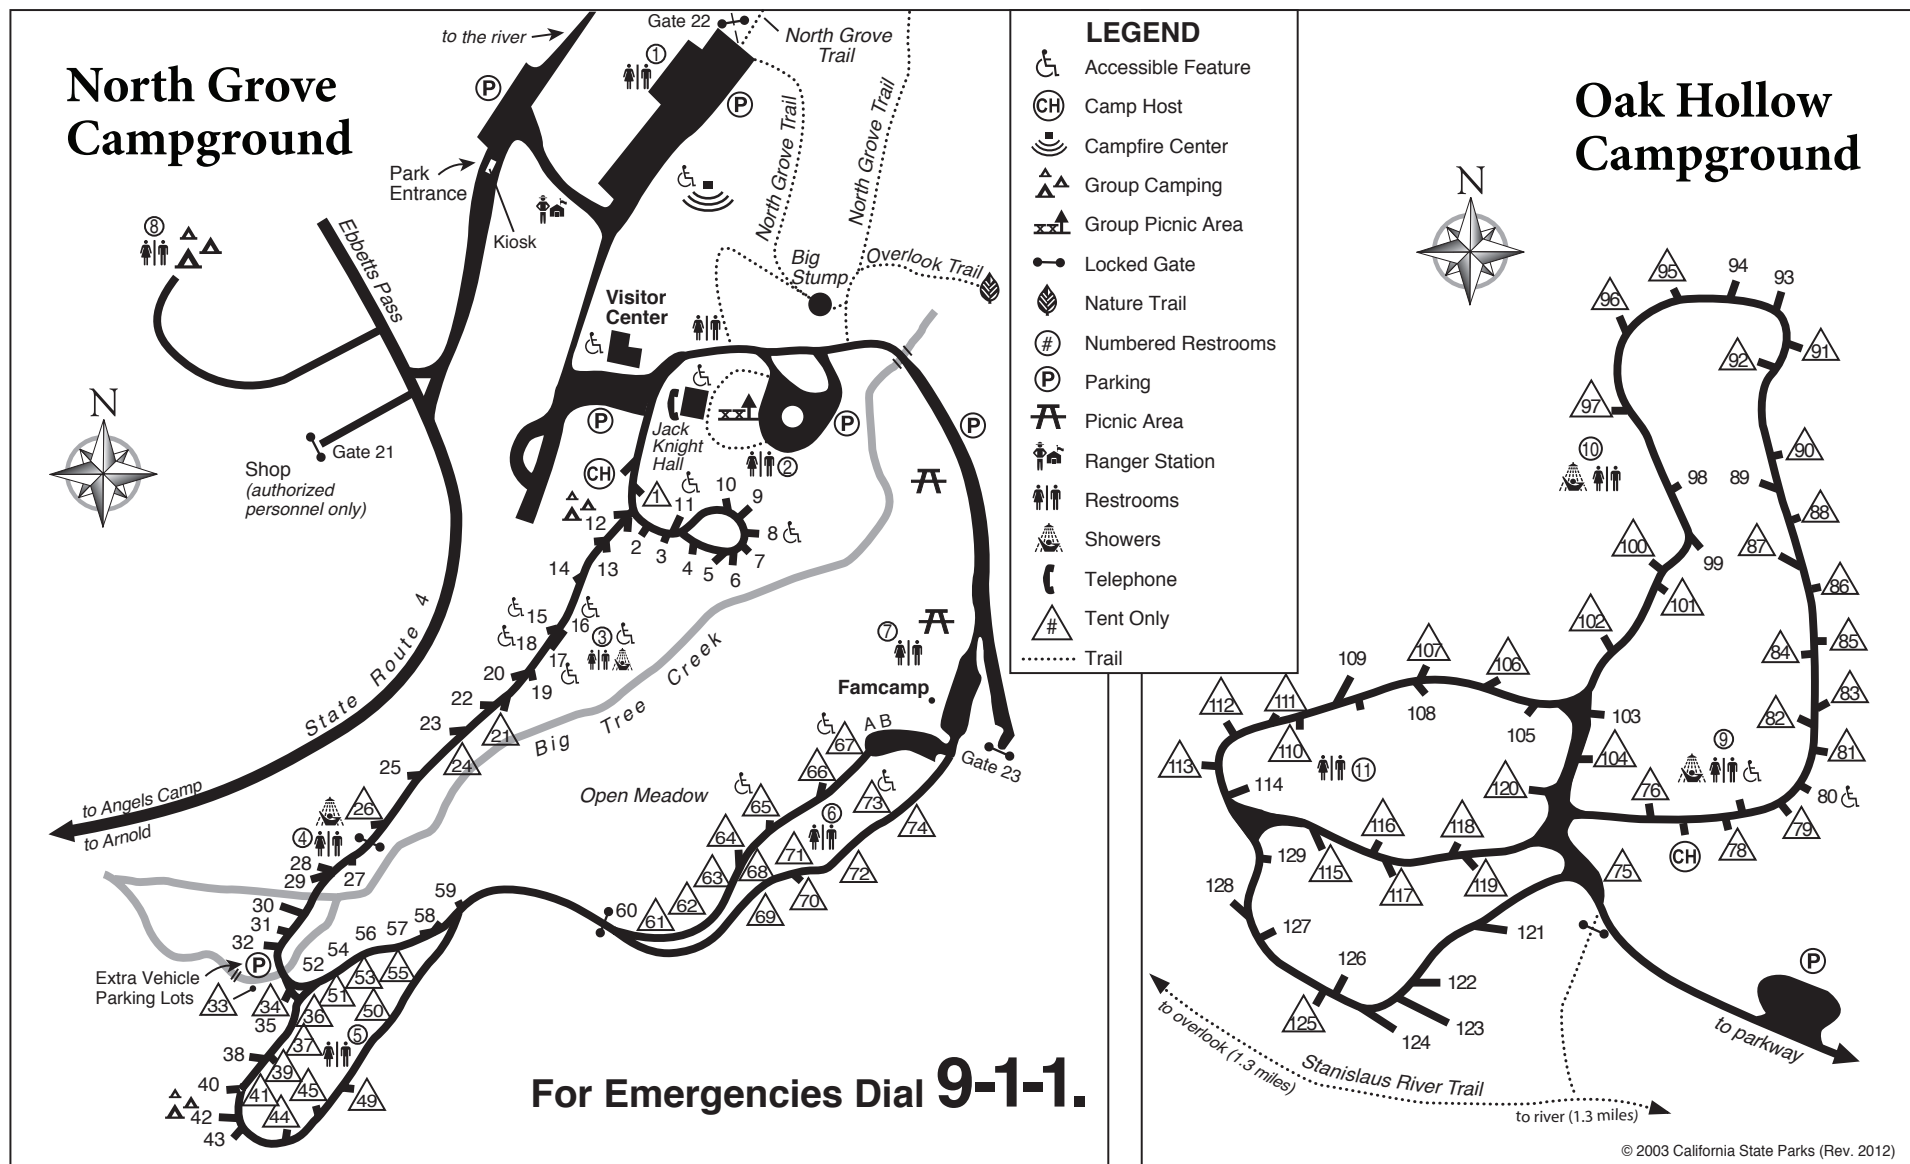 North Grove
Campground
to the river
Gate 22
North Grove
Trail
1
P
P
North Grove Trail
North Grove Trail
Park
Entrance
Kiosk
8
Ebbetts Pass
Big
Stump
Overlook Trail
Visitor
Center
N
Gate 21
Shop
(authorized
personnel only)
P
Jack
Knight
Hall
P
P
CH
2
1
11
10
9
8
7
6
5
4
3
2
12
13
14
15
16
3
18
17
20
19
22
21
23
24
25
26
State Route 4
Big Tree Creek
7
Famcamp
A B
Gate 23
to Angels Camp
to Arnold
4
28
29
27
30
31
32
P
Extra Vehicle
Parking Lots
33
34
35
36
37
38
39
40
41
42
43
44
45
49
50
5
51
52
53
54
55
56
57
58
59
60
61
62
63
64
65
66
67
68
69
70
71
72
73
74
6
Open Meadow
For Emergencies Dial 9-1-1.
LEGEND
Accessible Feature
CH Camp Host
Campfire Center
Group Camping
Group Picnic Area
Locked Gate
Nature Trail
# Numbered Restrooms
P Parking
Picnic Area
Ranger Station
Restrooms
Showers
Telephone
# Tent Only
Trail
Oak Hollow
Campground
N
95
94
93
96
92
91
97
10
90
98
89
88
100
87
99
86
101
102
85
84
83
82
81
9
80
79
78
CH
76
75
103
104
105
106
107
108
109
110
111
112
113
114
11
120
116
118
115
117
119
129
128
127
126
125
124
123
122
121
P
to parkway
to overlook (1.3 miles)
Stanislaus River Trail
to river (1.3 miles)
© 2003 California State Parks (Rev. 2012)